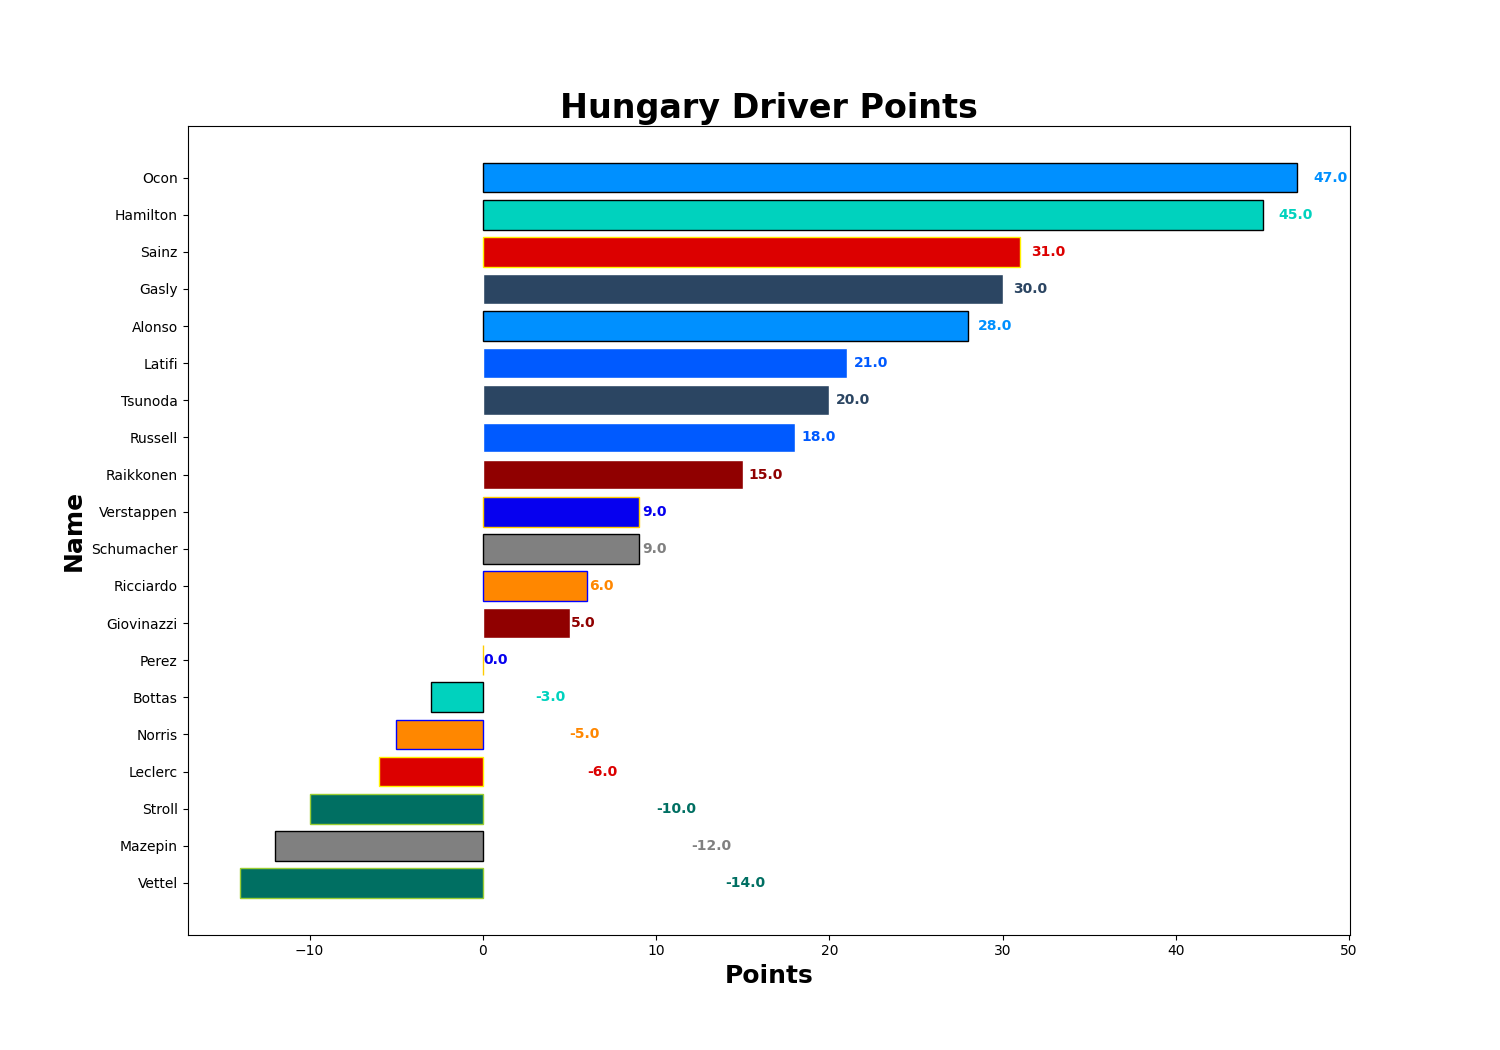 Hungary Driver Points
Ocon 47.0
Hamilton 45.0
Sainz 31.0
Gasly 30.0
Alonso 28.0
Latifi 21.0
Tsunoda 20.0
Russell 18.0
Raikkonen 15.0
Verstappen 9.0
Schumacher 9.0
Ricciardo 6.0
Giovinazzi 5.0
Perez 0.0
Bottas -3.0
Norris -5.0
Leclerc -6.0
Stroll -10.0
Mazepin -12.0
Vettel -14.0
Name
−10 0 10 20 30 40 50
Points